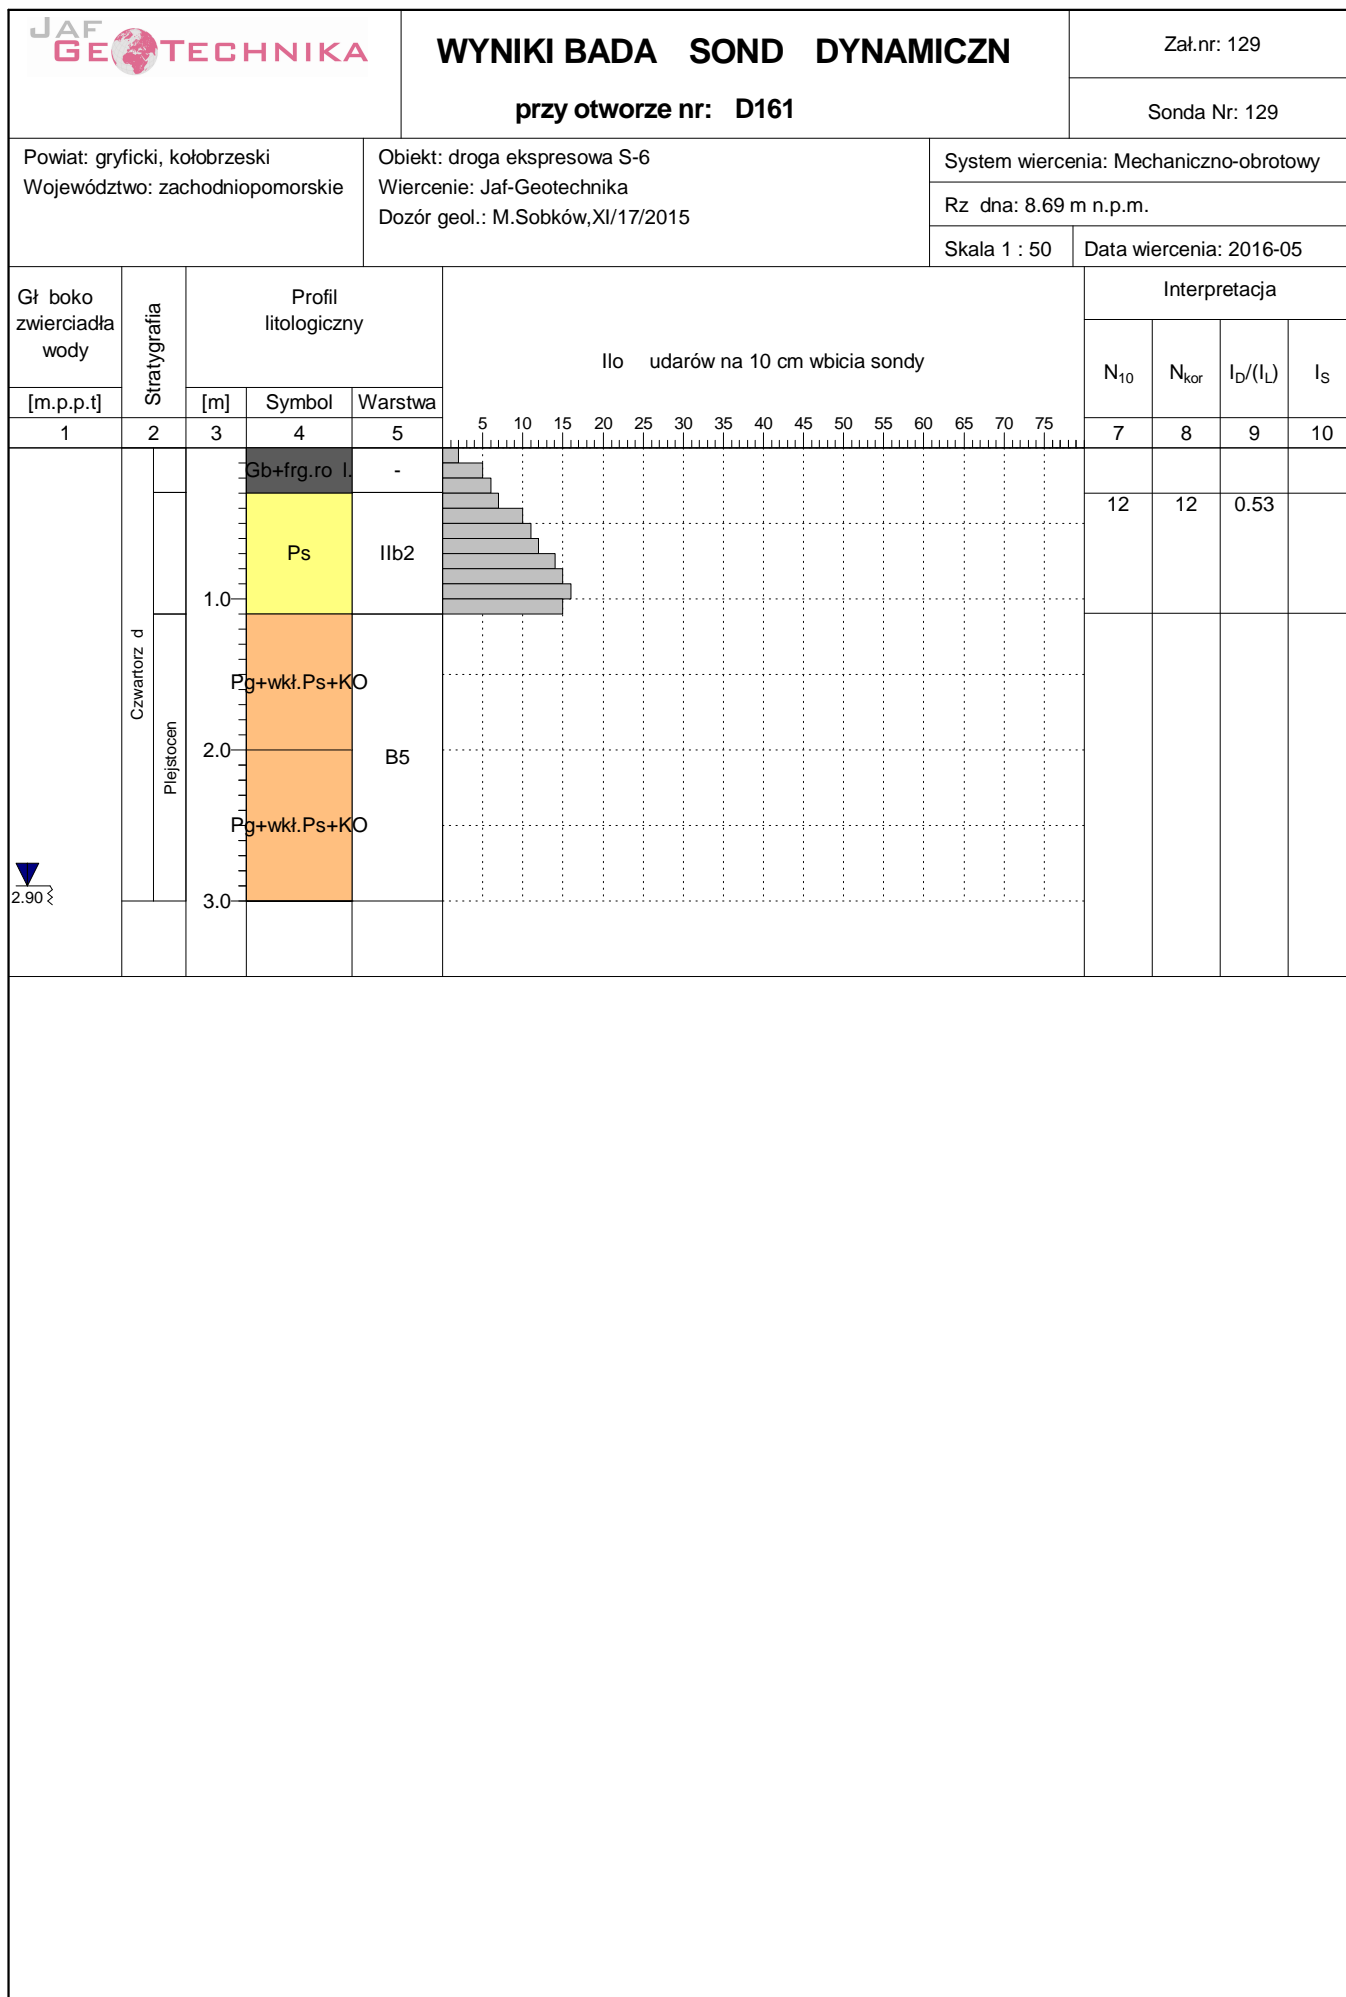 JAF
GEOTECHNIKA
WYNIKI BADA SOND DYNAMICZN
przy otworze nr: D161
Zał.nr: 129
Sonda Nr: 129
Powiat: gryficki, kołobrzeski
Województwo: zachodniopomorskie
Obiekt: droga ekspresowa S-6
Wiercenie: Jaf-Geotechnika
Dozór geol.: M.Sobków,XI/17/2015
System wiercenia: Mechaniczno-obrotowy
Rz dna: 8.69 m n.p.m.
Skala 1 : 50
Data wiercenia: 2016-05
Gł boko
zwierciadła
wody
[m.p.p.t]
Stratygrafia
Profil
litologiczny
[m] Symbol Warstwa
Ilo udarów na 10 cm wbicia sondy
Interpretacja
N10 Nkor ID/(IL) IS
5 10 15 20 25 30 35 40 45 50 55 60 65 70 75
1 2 3 4 5 7 8 9 10
Gb+frg.ro l. -
12 12 0.53
Ps IIb2
1.0
Czwartorz d
Plejstocen
Pg+wkł.Ps+KO
2.0
B5
Pg+wkł.Ps+KO
2.90
3.0